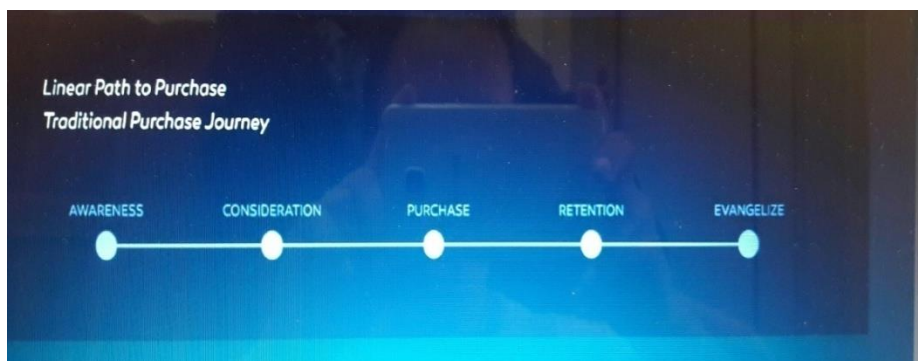 Linear Path to Purchase
Traditional Purchase Journey
AWARENESS CONSIDERATION PURCHASE RETENTION EVANGELIZE